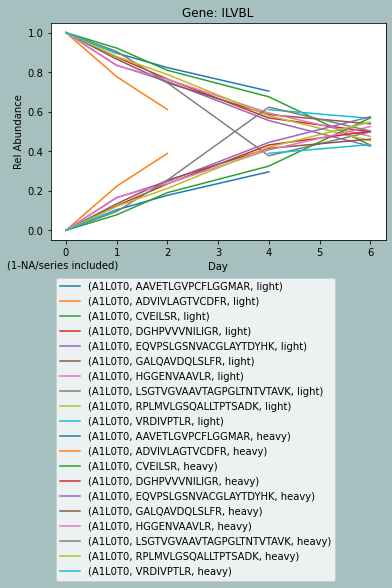 Gene: ILVBL
1.0
0.8
0.6
0.4
0.2
0.0
Rel Abundance
0 1 2 3 4 5 6
(1-NA/series included)
Day
(A1L0T0, AAVETLGVPCFLGGMAR, light)
(A1L0T0, ADVIVLAGTVCDFR, light)
(A1L0T0, CVEILSR, light)
(A1L0T0, DGHPVVVNILIGR, light)
(A1L0T0, EQVPSLGSNVACGLAYTDYHK, light)
(A1L0T0, GALQAVDQLSLFR, light)
(A1L0T0, HGGENVAAVLR, light)
(A1L0T0, LSGTVGVAAVTAGPGLTNTVTAVK, light)
(A1L0T0, RPLMVLGSQALLTPTSADK, light)
(A1L0T0, VRDIVPTLR, light)
(A1L0T0, AAVETLGVPCFLGGMAR, heavy)
(A1L0T0, ADVIVLAGTVCDFR, heavy)
(A1L0T0, CVEILSR, heavy)
(A1L0T0, DGHPVVVNILIGR, heavy)
(A1L0T0, EQVPSLGSNVACGLAYTDYHK, heavy)
(A1L0T0, GALQAVDQLSLFR, heavy)
(A1L0T0, HGGENVAAVLR, heavy)
(A1L0T0, LSGTVGVAAVTAGPGLTNTVTAVK, heavy)
(A1L0T0, RPLMVLGSQALLTPTSADK, heavy)
(A1L0T0, VRDIVPTLR, heavy)